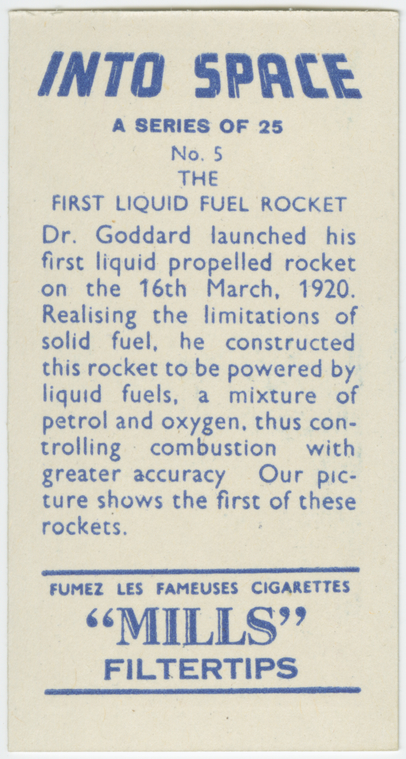 INTO SPACE
A SERIES OF 25
No. 5
THE
FIRST LIQUID FUEL ROCKET
Dr. Goddard launched his
first liquid propelled rocket
on the 16th March, 1920.
Realising the limitations of
solid fuel, he constructed
this rocket to be powered by
liquid fuels, a mixture of
petrol and oxygen, thus con-
trolling combustion with
greater accuracy Our pic-
ture shows the first of these
rockets.
FUMEZ LES FAMEUSES CIGARETTES
"MILLS"
FILTERTIPS